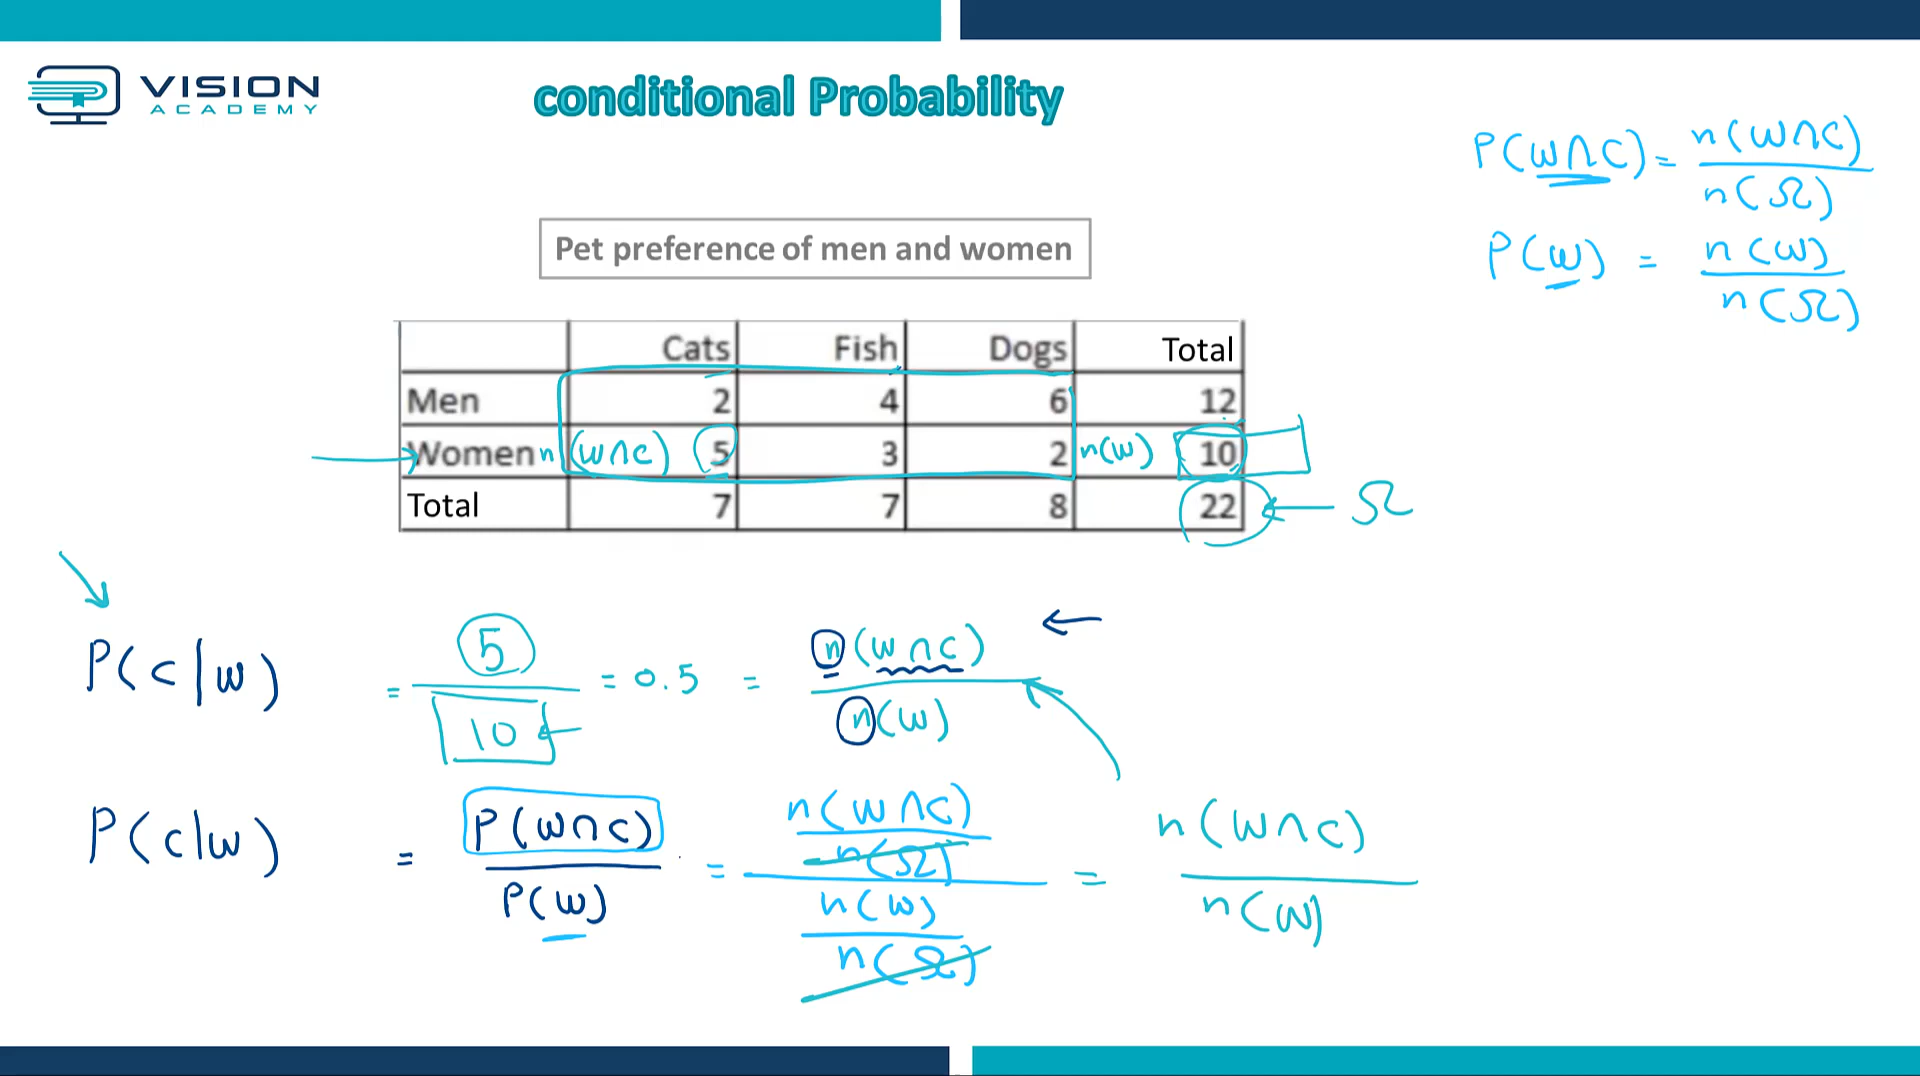 VISION
ACADEMY
conditional Probability
P(W∩C) = n(W∩C) / n(Ω)
P(W) = n(W) / n(Ω)
Pet preference of men and women
Cats Fish Dogs Total
Men 2 4 6 12
Women n(W∩C) 5 3 2 n(W) 10
Total 7 7 8 22 Ω
P(C|W) = 5 / 10 = 0.5 = n(W∩C) / n(W)
P(C|W) = P(W∩C) / P(W) = n(W∩C) / n(Ω) / n(W) / n(Ω) = n(W∩C) / n(W)